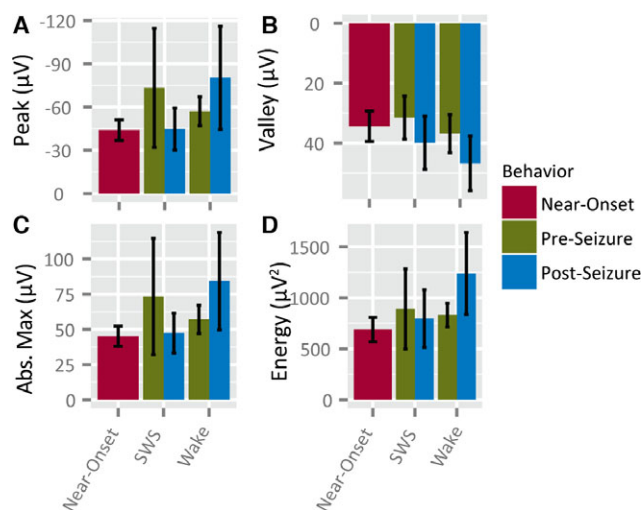 A
Peak (µV)
-120
-90
-60
-30
0
B
Valley (µV)
0
20
40
C
Abs. Max (µV)
100
75
50
25
0
Near-Onset
SWS
Wake
D
Energy (µV²)
1500
1000
500
0
Near-Onset
SWS
Wake
Behavior
Near-Onset
Pre-Seizure
Post-Seizure